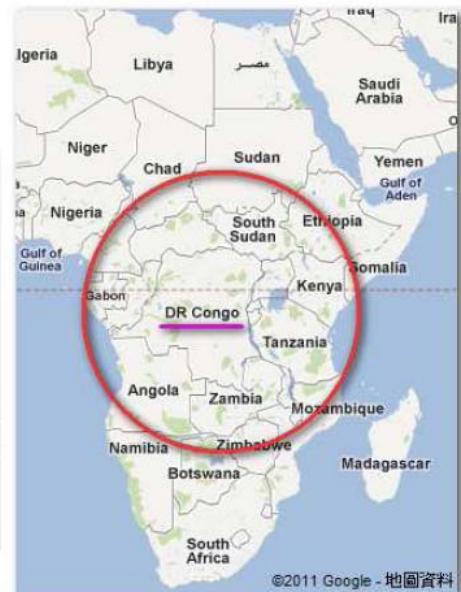 Iraq
Ira
lgeria
Libya
مصر
Saudi
Arabia
Niger
Chad
Sudan
Yemen
Gulf of
Aden
Nigeria
South
Sudan
Ethiopia
Gulf of
Guinea
Somalia
Gabon
Kenya
DR Congo
Tanzania
Angola
Zambia
Mozambique
Namibia
Zimbabwe
Madagascar
Botswana
South
Africa
©2011 Google - 地圖資料